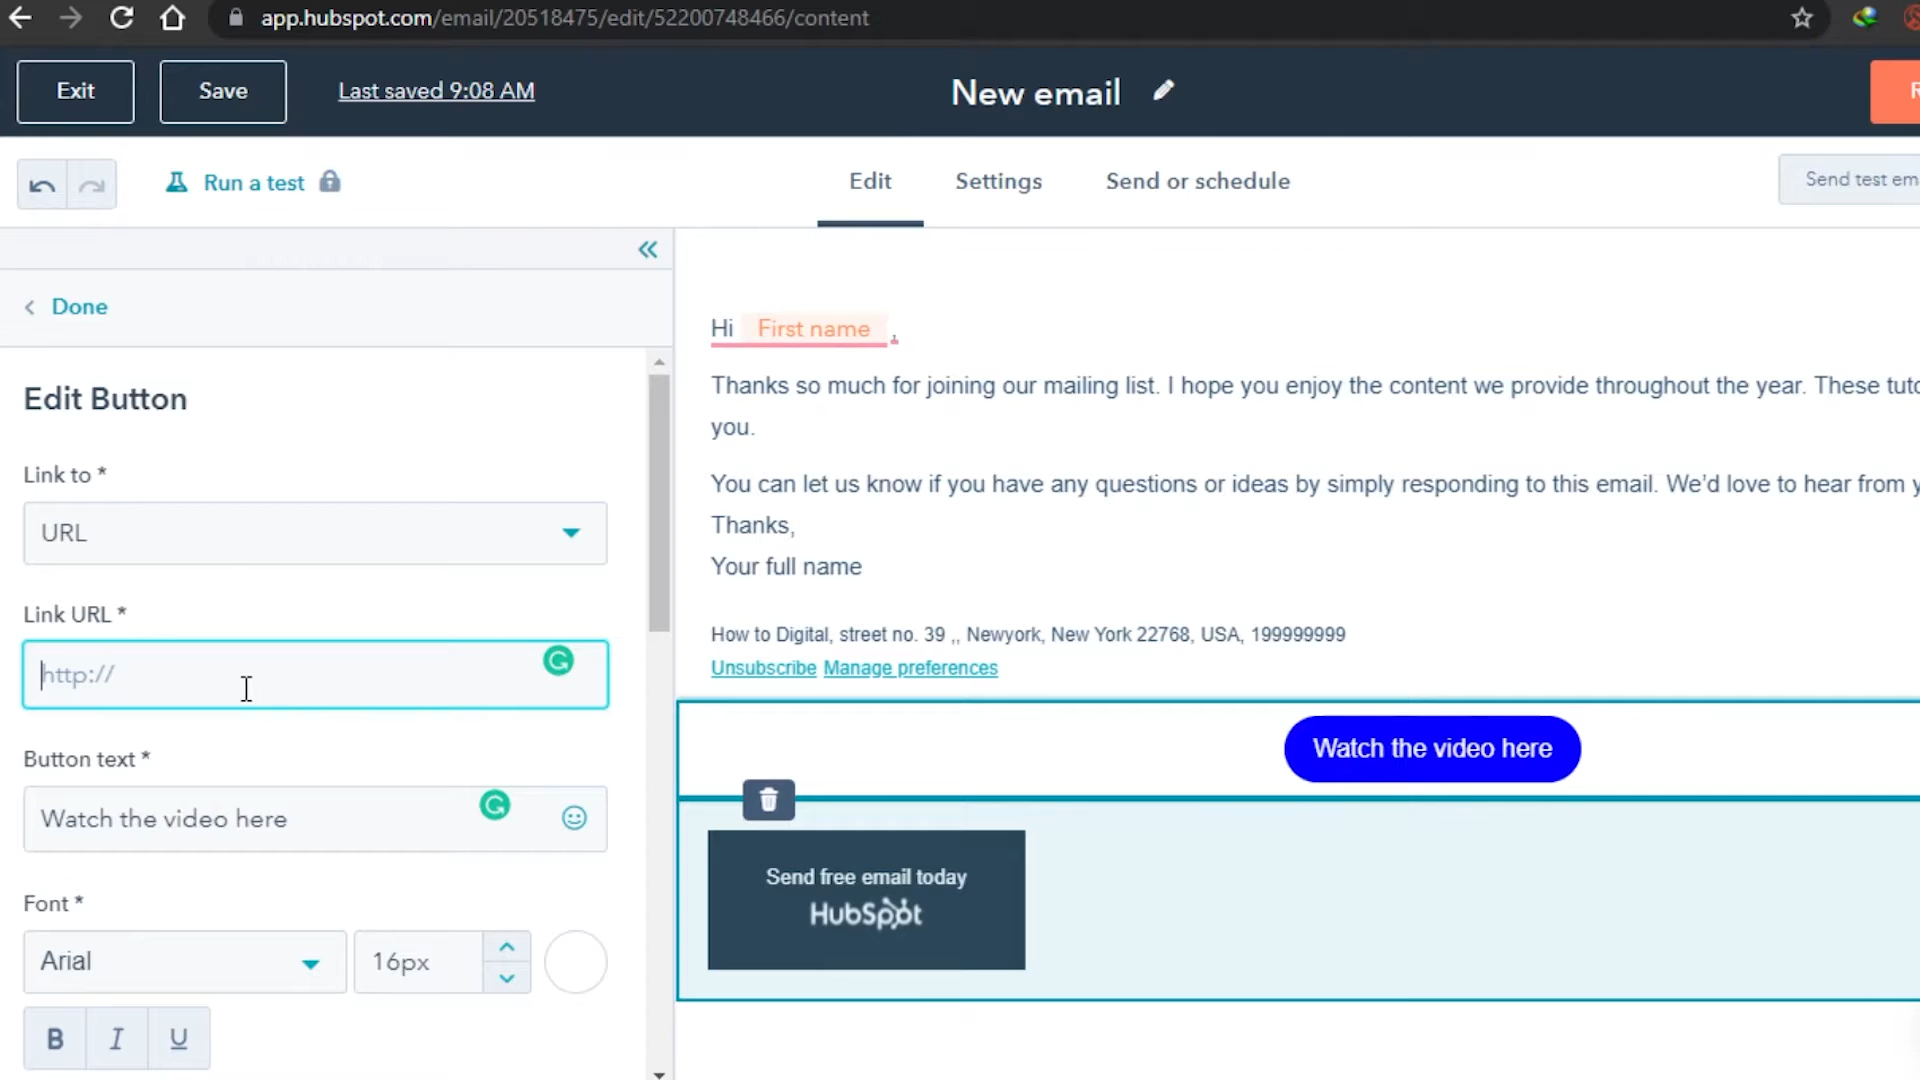 app.hubspot.com/email/20518475/edit/52200748466/content
Exit
Save
Last saved 9:08 AM
New email
R
Run a test
Edit
Settings
Send or schedule
Send test em
Done
Edit Button
Link to *
URL
Link URL *
http://
Button text *
Watch the video here
Font *
Arial
16px
B
I
U
Hi First name ,
Thanks so much for joining our mailing list. I hope you enjoy the content we provide throughout the year. These tuto
you.
You can let us know if you have any questions or ideas by simply responding to this email. We'd love to hear from y
Thanks,
Your full name
How to Digital, street no. 39 ,, Newyork, New York 22768, USA, 199999999
Unsubscribe Manage preferences
Watch the video here
Send free email today
HubSpot